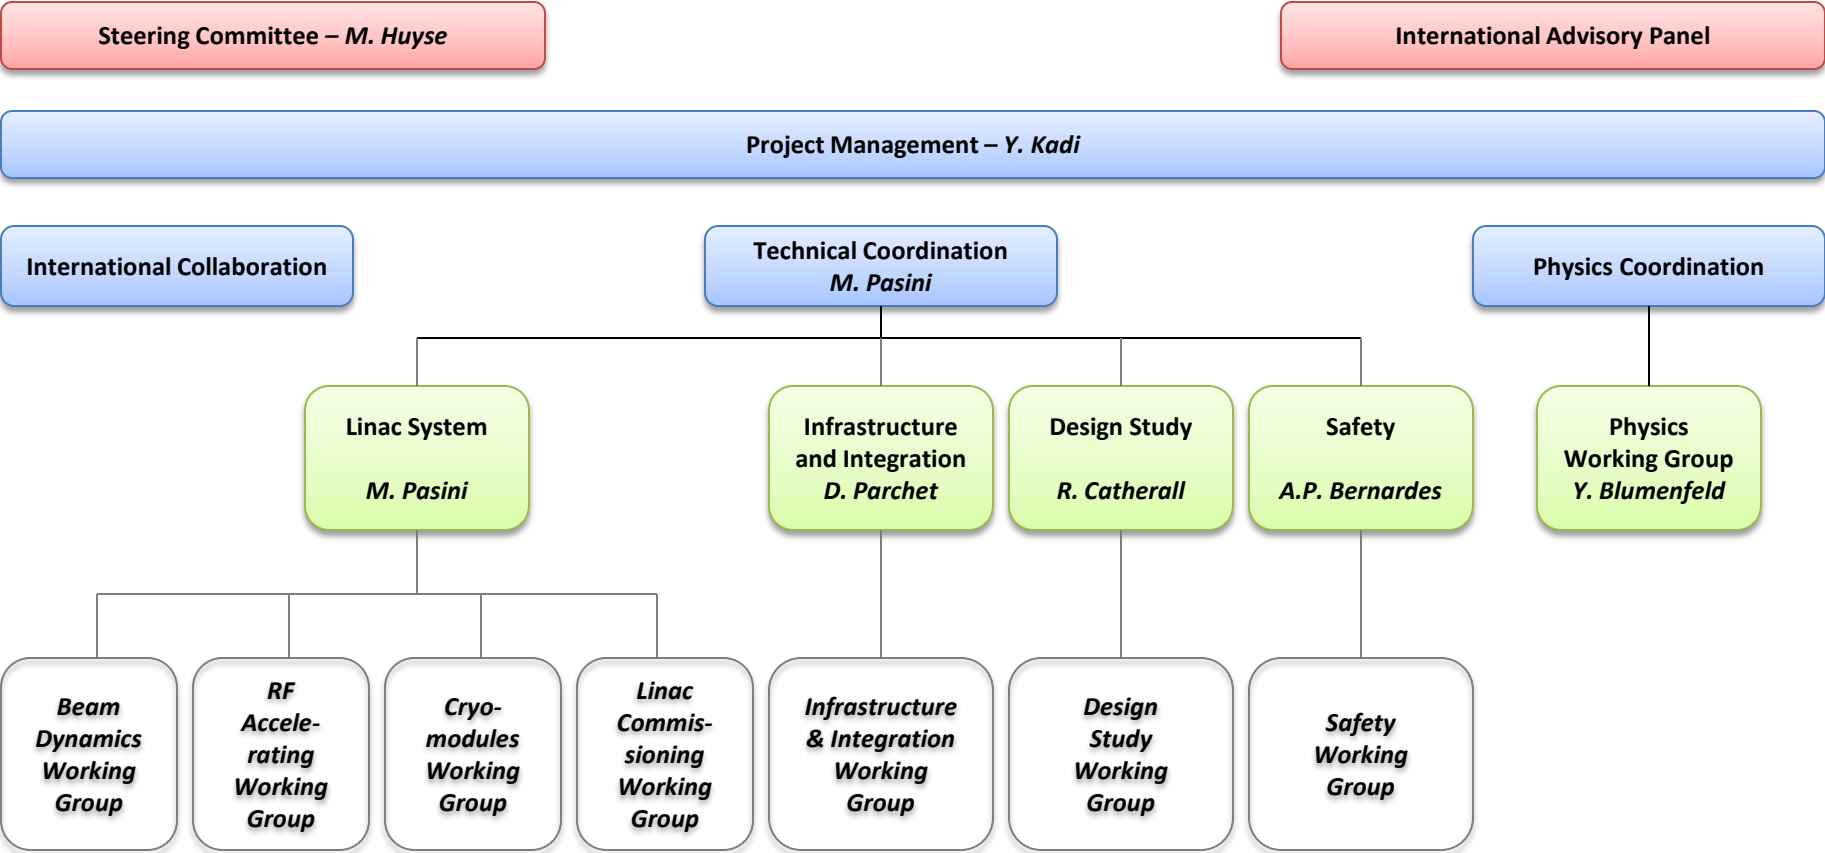 Steering Committee – M. Huyse
International Advisory Panel
Project Management – Y. Kadi
International Collaboration
Technical Coordination
M. Pasini
Physics Coordination
Linac System
M. Pasini
Infrastructure
and Integration
D. Parchet
Design Study
R. Catherall
Safety
A.P. Bernardes
Physics
Working Group
Y. Blumenfeld
Beam
Dynamics
Working
Group
RF
Accele-
rating
Working
Group
Cryo-
modules
Working
Group
Linac
Commis-
sioning
Working
Group
Infrastructure
& Integration
Working
Group
Design
Study
Working
Group
Safety
Working
Group